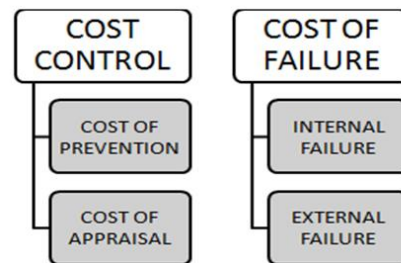 COST
CONTROL
COST OF
PREVENTION
COST OF
APPRAISAL
COST OF
FAILURE
INTERNAL
FAILURE
EXTERNAL
FAILURE